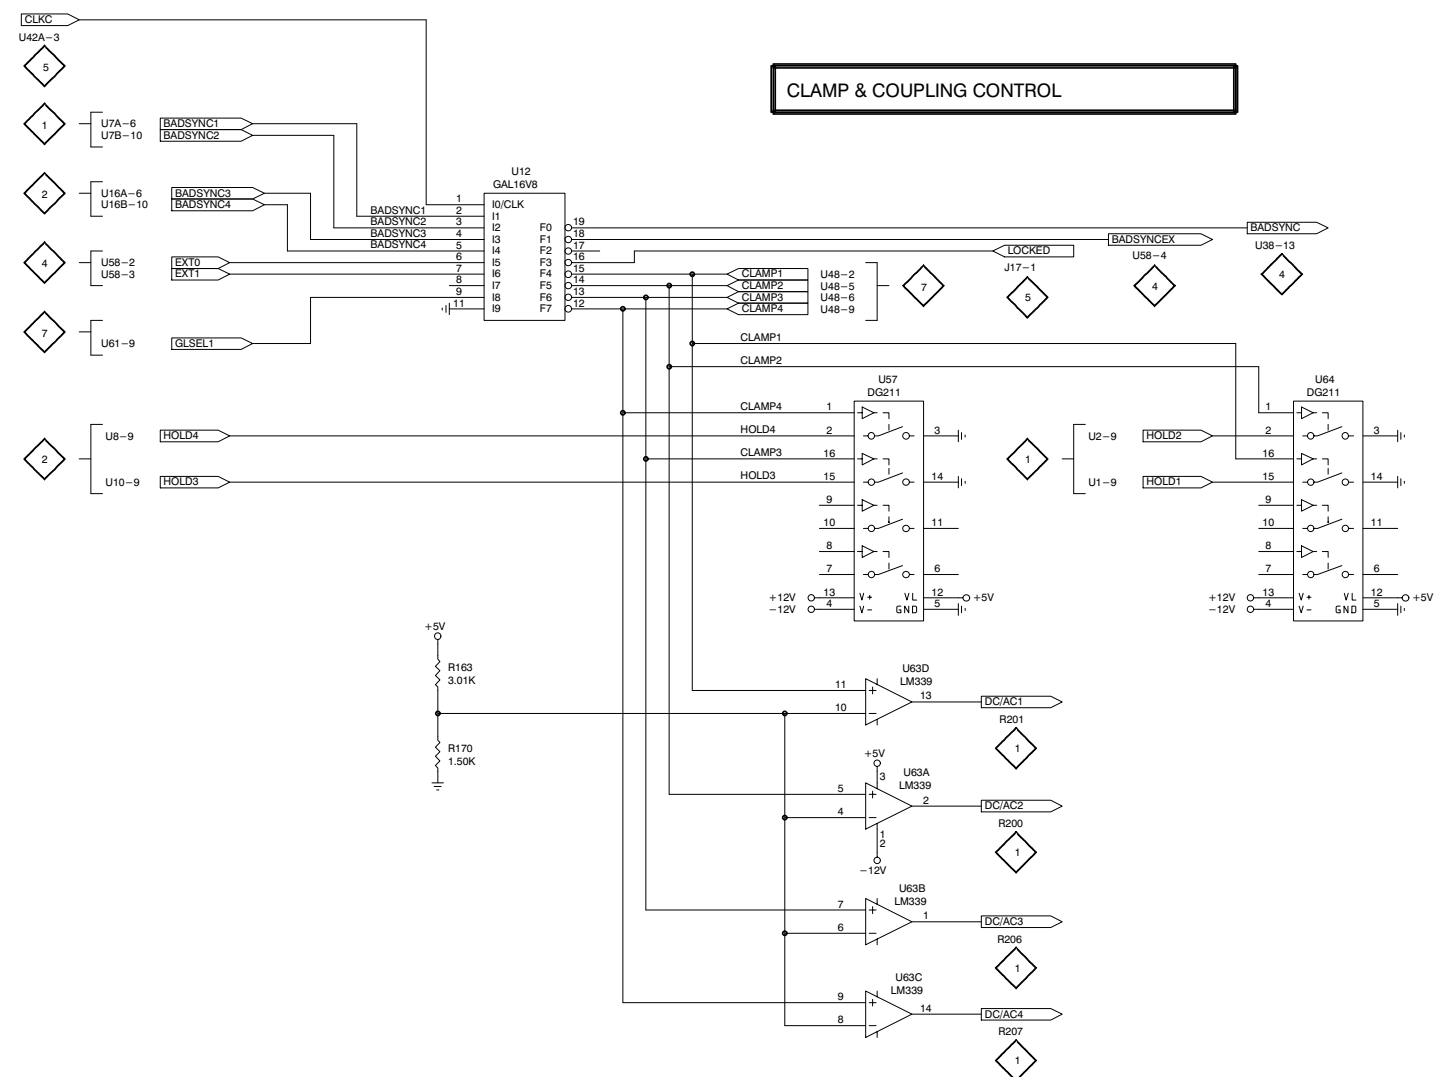 CLKC
U42A−3
5
CLAMP & COUPLING CONTROL
1
U7A−6
BADSYNC1
U7B−10
BADSYNC2
U12
GAL16V8
2
U16A−6
BADSYNC3
U16B−10
BADSYNC4
4
U58−2
EXT0
U58−3
EXT1
7
U61−9
GLSEL1
BADSYNC1
BADSYNC2
BADSYNC3
BADSYNC4
1 I0/CLK
2 I1
3 I2
4 I3
5 I4
6 I5
7 I6
8 I7
9 I8
11 I9
F0 19
F1 18
F2 17
F3 16
F4 15
F5 14
F6 13
F7 12
BADSYNC
U38−13
4
BADSYNCEX
U58−4
4
LOCKED
J17−1
5
CLAMP1 U48−2
CLAMP2 U48−5
CLAMP3 U48−6
CLAMP4 U48−9
7
CLAMP1
CLAMP2
2
U8−9
HOLD4
U10−9
HOLD3
U57
DG211
CLAMP4 1
HOLD4 2 3
CLAMP3 16
HOLD3 15 14
9
10 11
8
7 6
+12V 13 V+ VL 12 +5V
−12V 4 V− GND 5
1
U2−9
HOLD2
U1−9
HOLD1
U64
DG211
1
2 3
16
15 14
9
10 11
8
7 6
+12V 13 V+ VL 12 +5V
−12V 4 V− GND 5
+5V
R163
3.01K
R170
1.50K
U63D
LM339
11 +
10 −
13
DC/AC1
R201
1
+5V
3
U63A
LM339
5 +
4 −
2
DC/AC2
R200
1
1
2
−12V
U63B
LM339
7 +
6 −
1
DC/AC3
R206
1
U63C
LM339
9 +
8 −
14
DC/AC4
R207
1